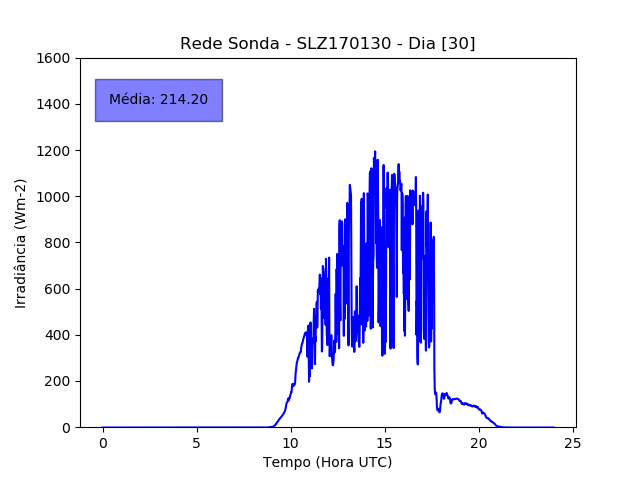 Rede Sonda - SLZ170130 - Dia [30]
Média: 214.20
Irradiância (Wm-2)
1600
1400
1200
1000
800
600
400
200
0
0 5 10 15 20 25
Tempo (Hora UTC)